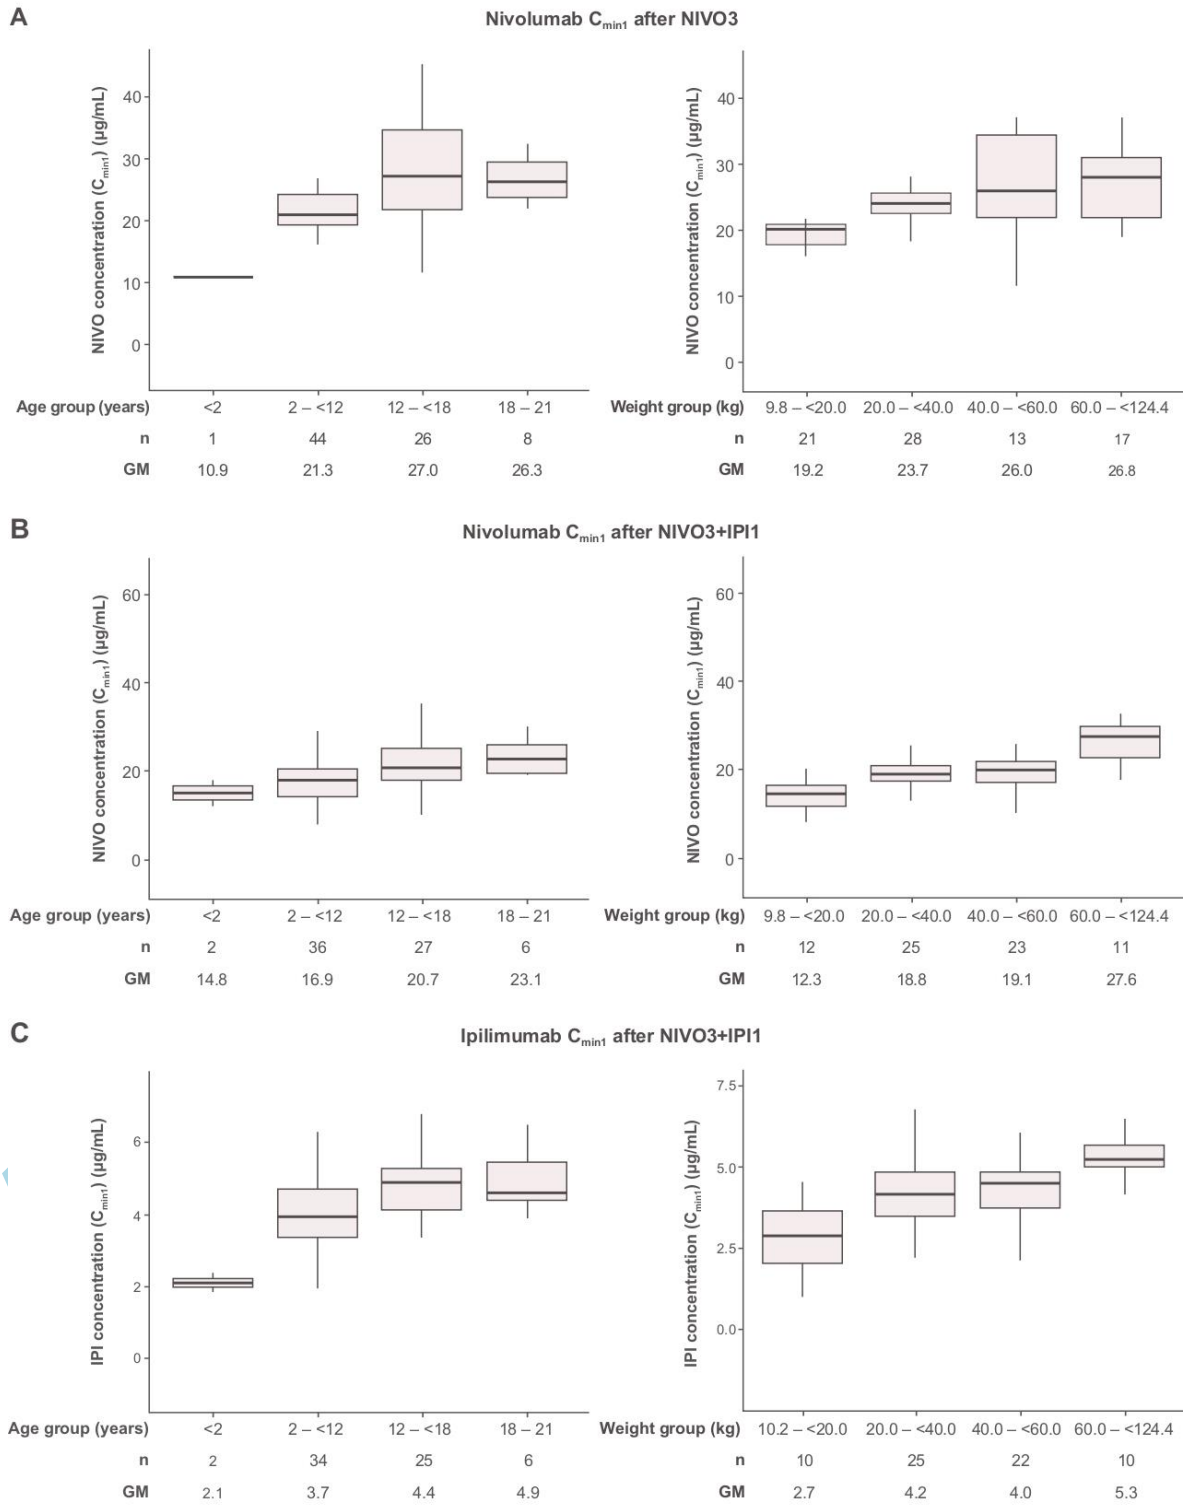 A
Nivolumab Cmin1 after NIVO3
NIVO concentration (Cmin1) (µg/mL)
40
30
20
10
0
Age group (years) <2 2 – <12 12 – <18 18 – 21
n 1 44 26 8
GM 10.9 21.3 27.0 26.3
NIVO concentration (Cmin1) (µg/mL)
40
30
20
10
0
Weight group (kg) 9.8 – <20.0 20.0 – <40.0 40.0 – <60.0 60.0 – <124.4
n 21 28 13 17
GM 19.2 23.7 26.0 26.8
B
Nivolumab Cmin1 after NIVO3+IPI1
NIVO concentration (Cmin1) (µg/mL)
60
40
20
0
Age group (years) <2 2 – <12 12 – <18 18 – 21
n 2 36 27 6
GM 14.8 16.9 20.7 23.1
NIVO concentration (Cmin1) (µg/mL)
60
40
20
0
Weight group (kg) 9.8 – <20.0 20.0 – <40.0 40.0 – <60.0 60.0 – <124.4
n 12 25 23 11
GM 12.3 18.8 19.1 27.6
C
Ipilimumab Cmin1 after NIVO3+IPI1
IPI concentration (Cmin1) (µg/mL)
6
4
2
0
Age group (years) <2 2 – <12 12 – <18 18 – 21
n 2 34 25 6
GM 2.1 3.7 4.4 4.9
IPI concentration (Cmin1) (µg/mL)
7.5
5.0
2.5
0.0
Weight group (kg) 10.2 – <20.0 20.0 – <40.0 40.0 – <60.0 60.0 – <124.4
n 10 25 22 10
GM 2.7 4.2 4.0 5.3